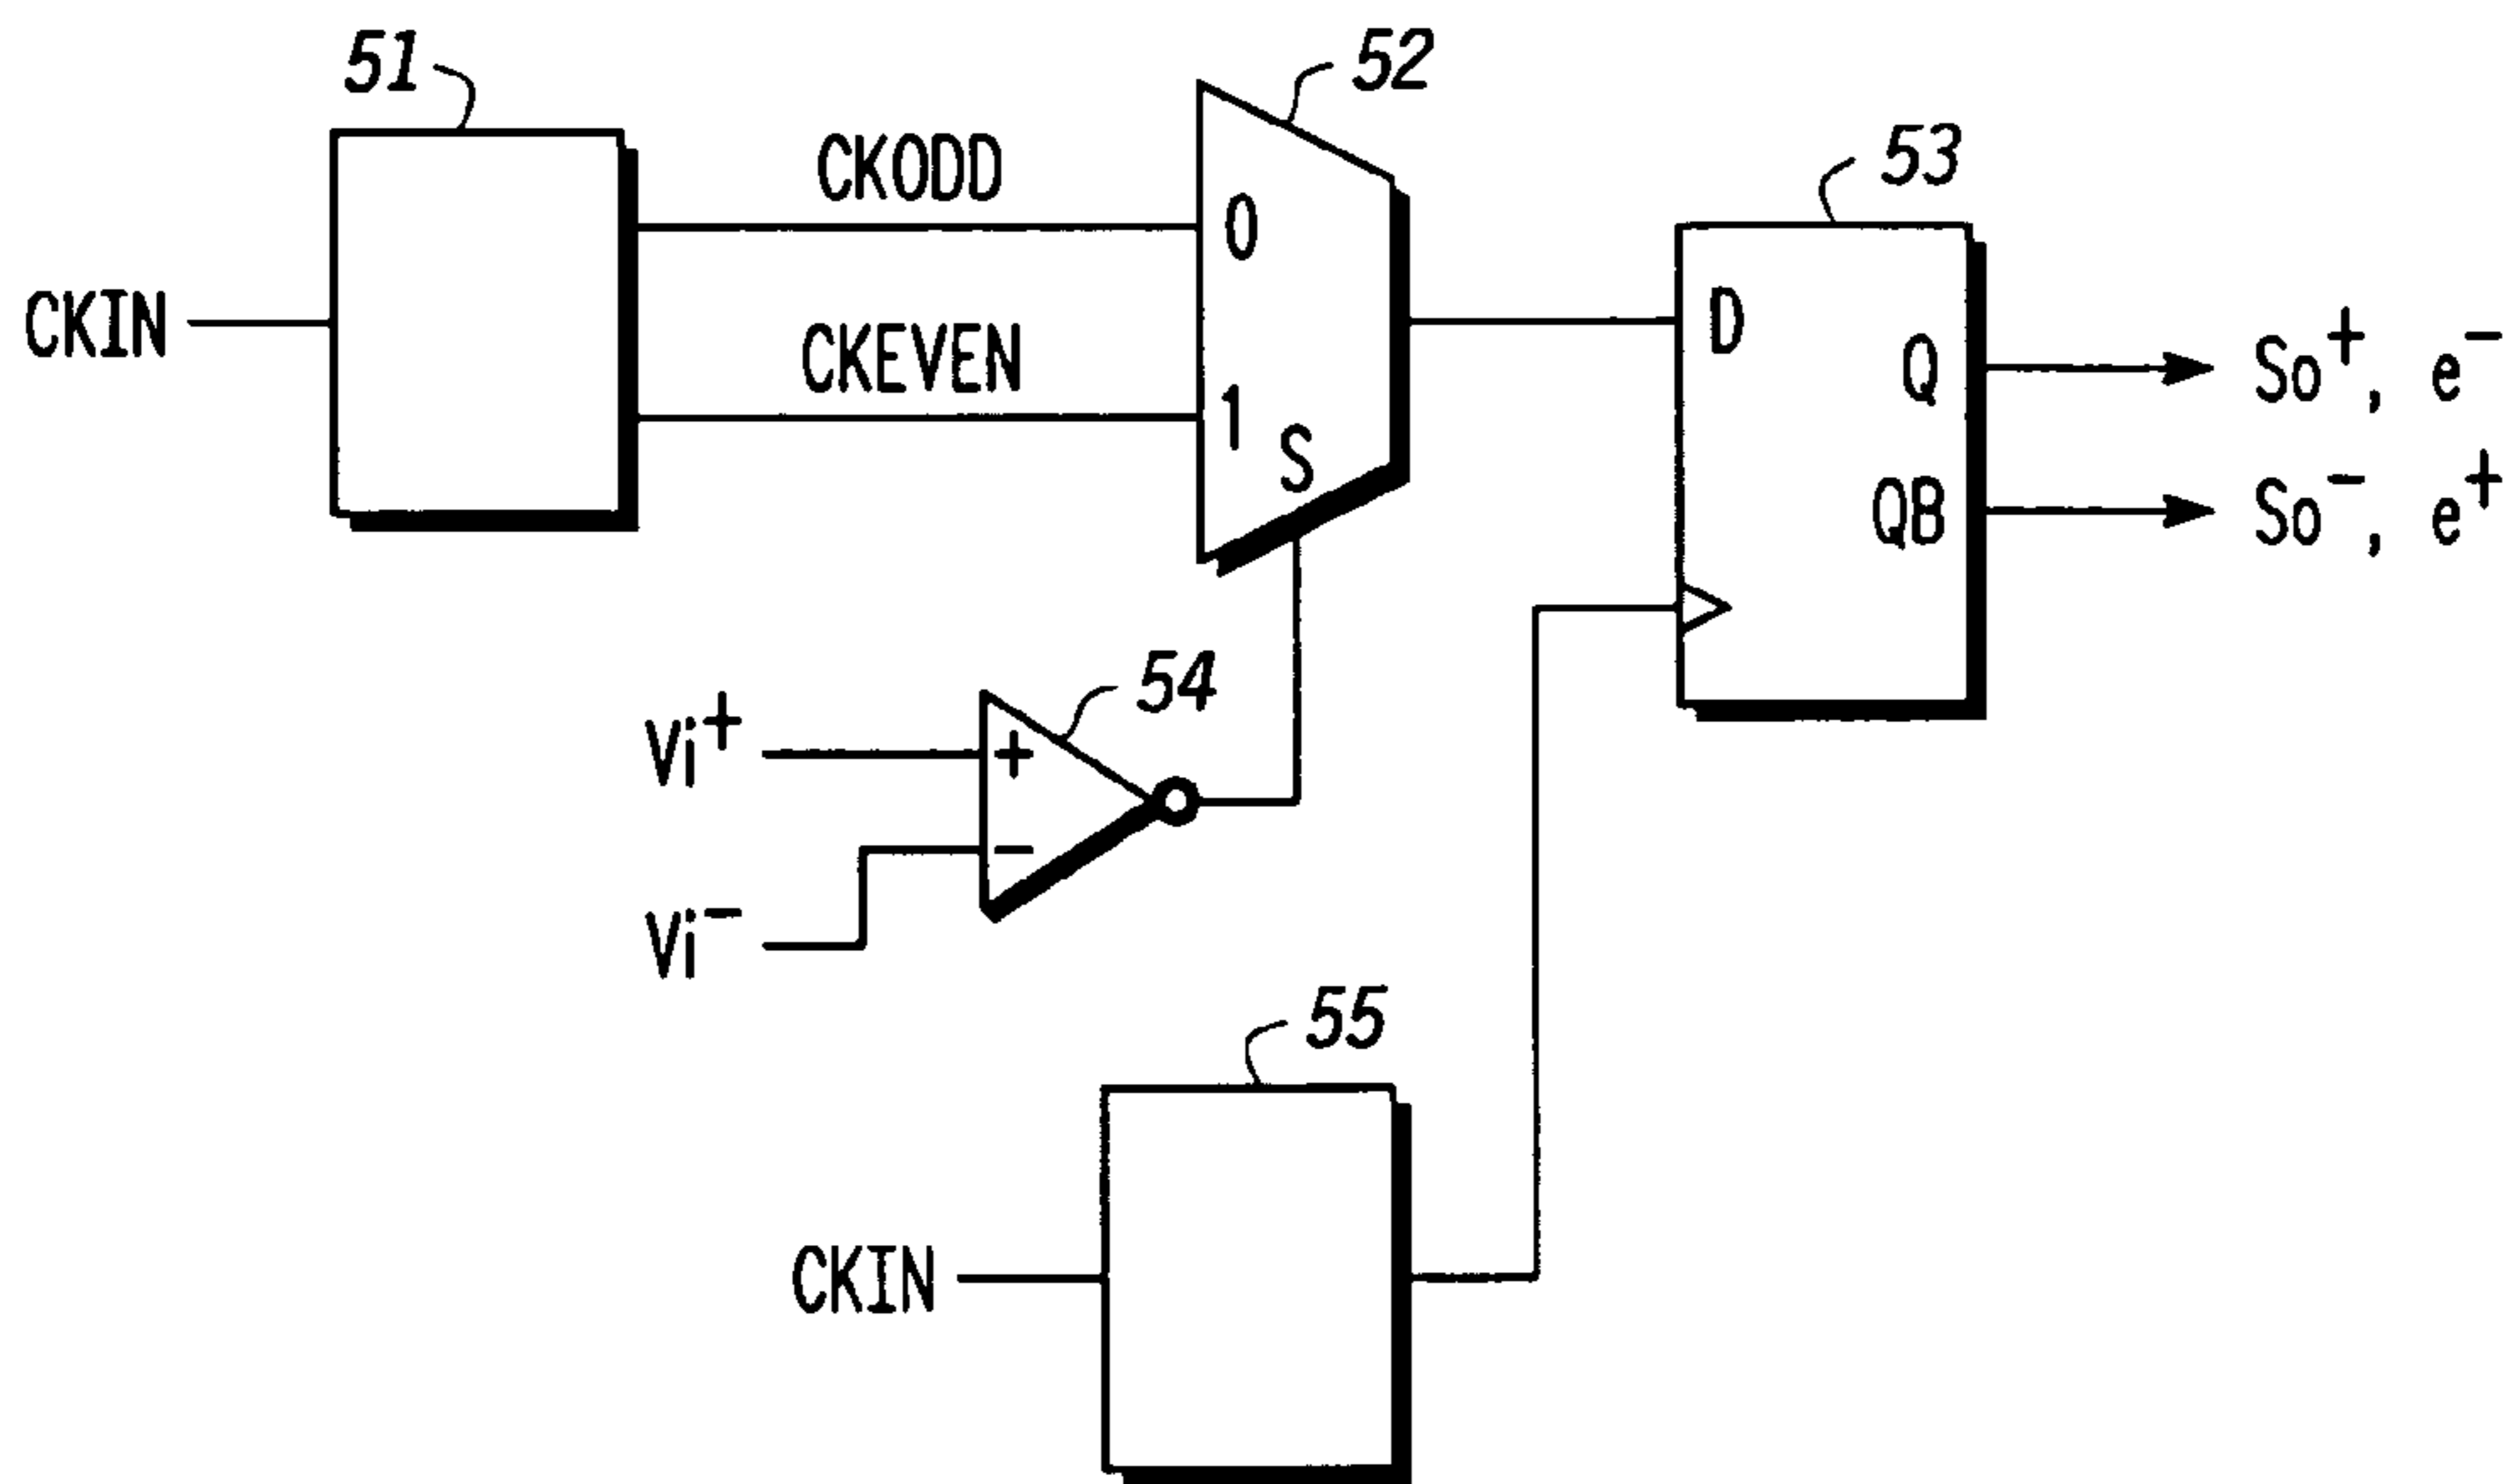 51
52
53
CKODD
0
CKIN
CKEVEN
1
S
D
Q
So+, e−
QB
So−, e+
54
Vi+
+
Vi−
−
55
CKIN